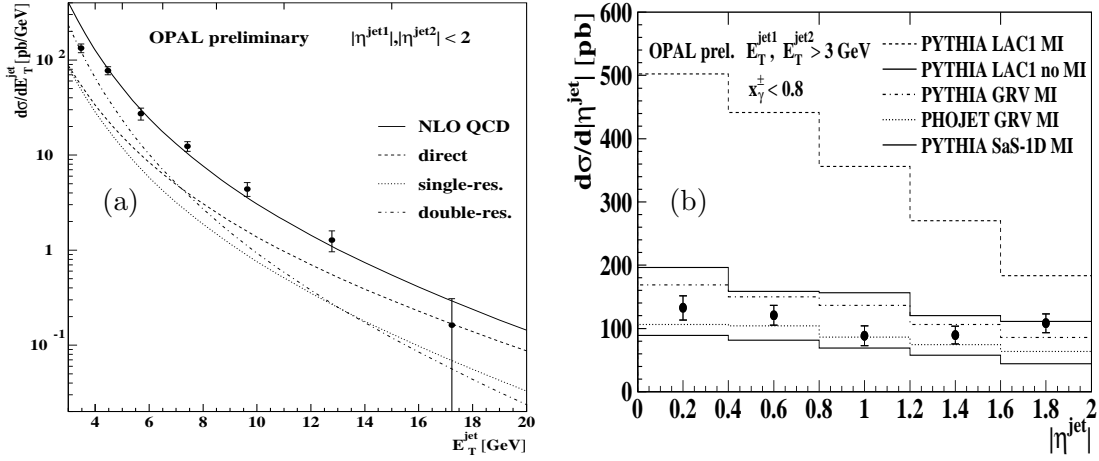 OPAL preliminary |η^jet1|,|η^jet2| < 2
dσ/dE_T^jet [pb/GeV]
10^2
10
1
10^-1
NLO QCD
direct
single-res.
double-res.
(a)
4 6 8 10 12 14 16 18 20
E_T^jet [GeV]
OPAL prel. E_T^jet1, E_T^jet2 > 3 GeV
x_γ^± < 0.8
dσ/d|η^jet| [pb]
600
500
400
300
200
100
0
PYTHIA LAC1 MI
PYTHIA LAC1 no MI
PYTHIA GRV MI
PHOJET GRV MI
PYTHIA SaS-1D MI
(b)
0 0.2 0.4 0.6 0.8 1 1.2 1.4 1.6 1.8 2
|η^jet|